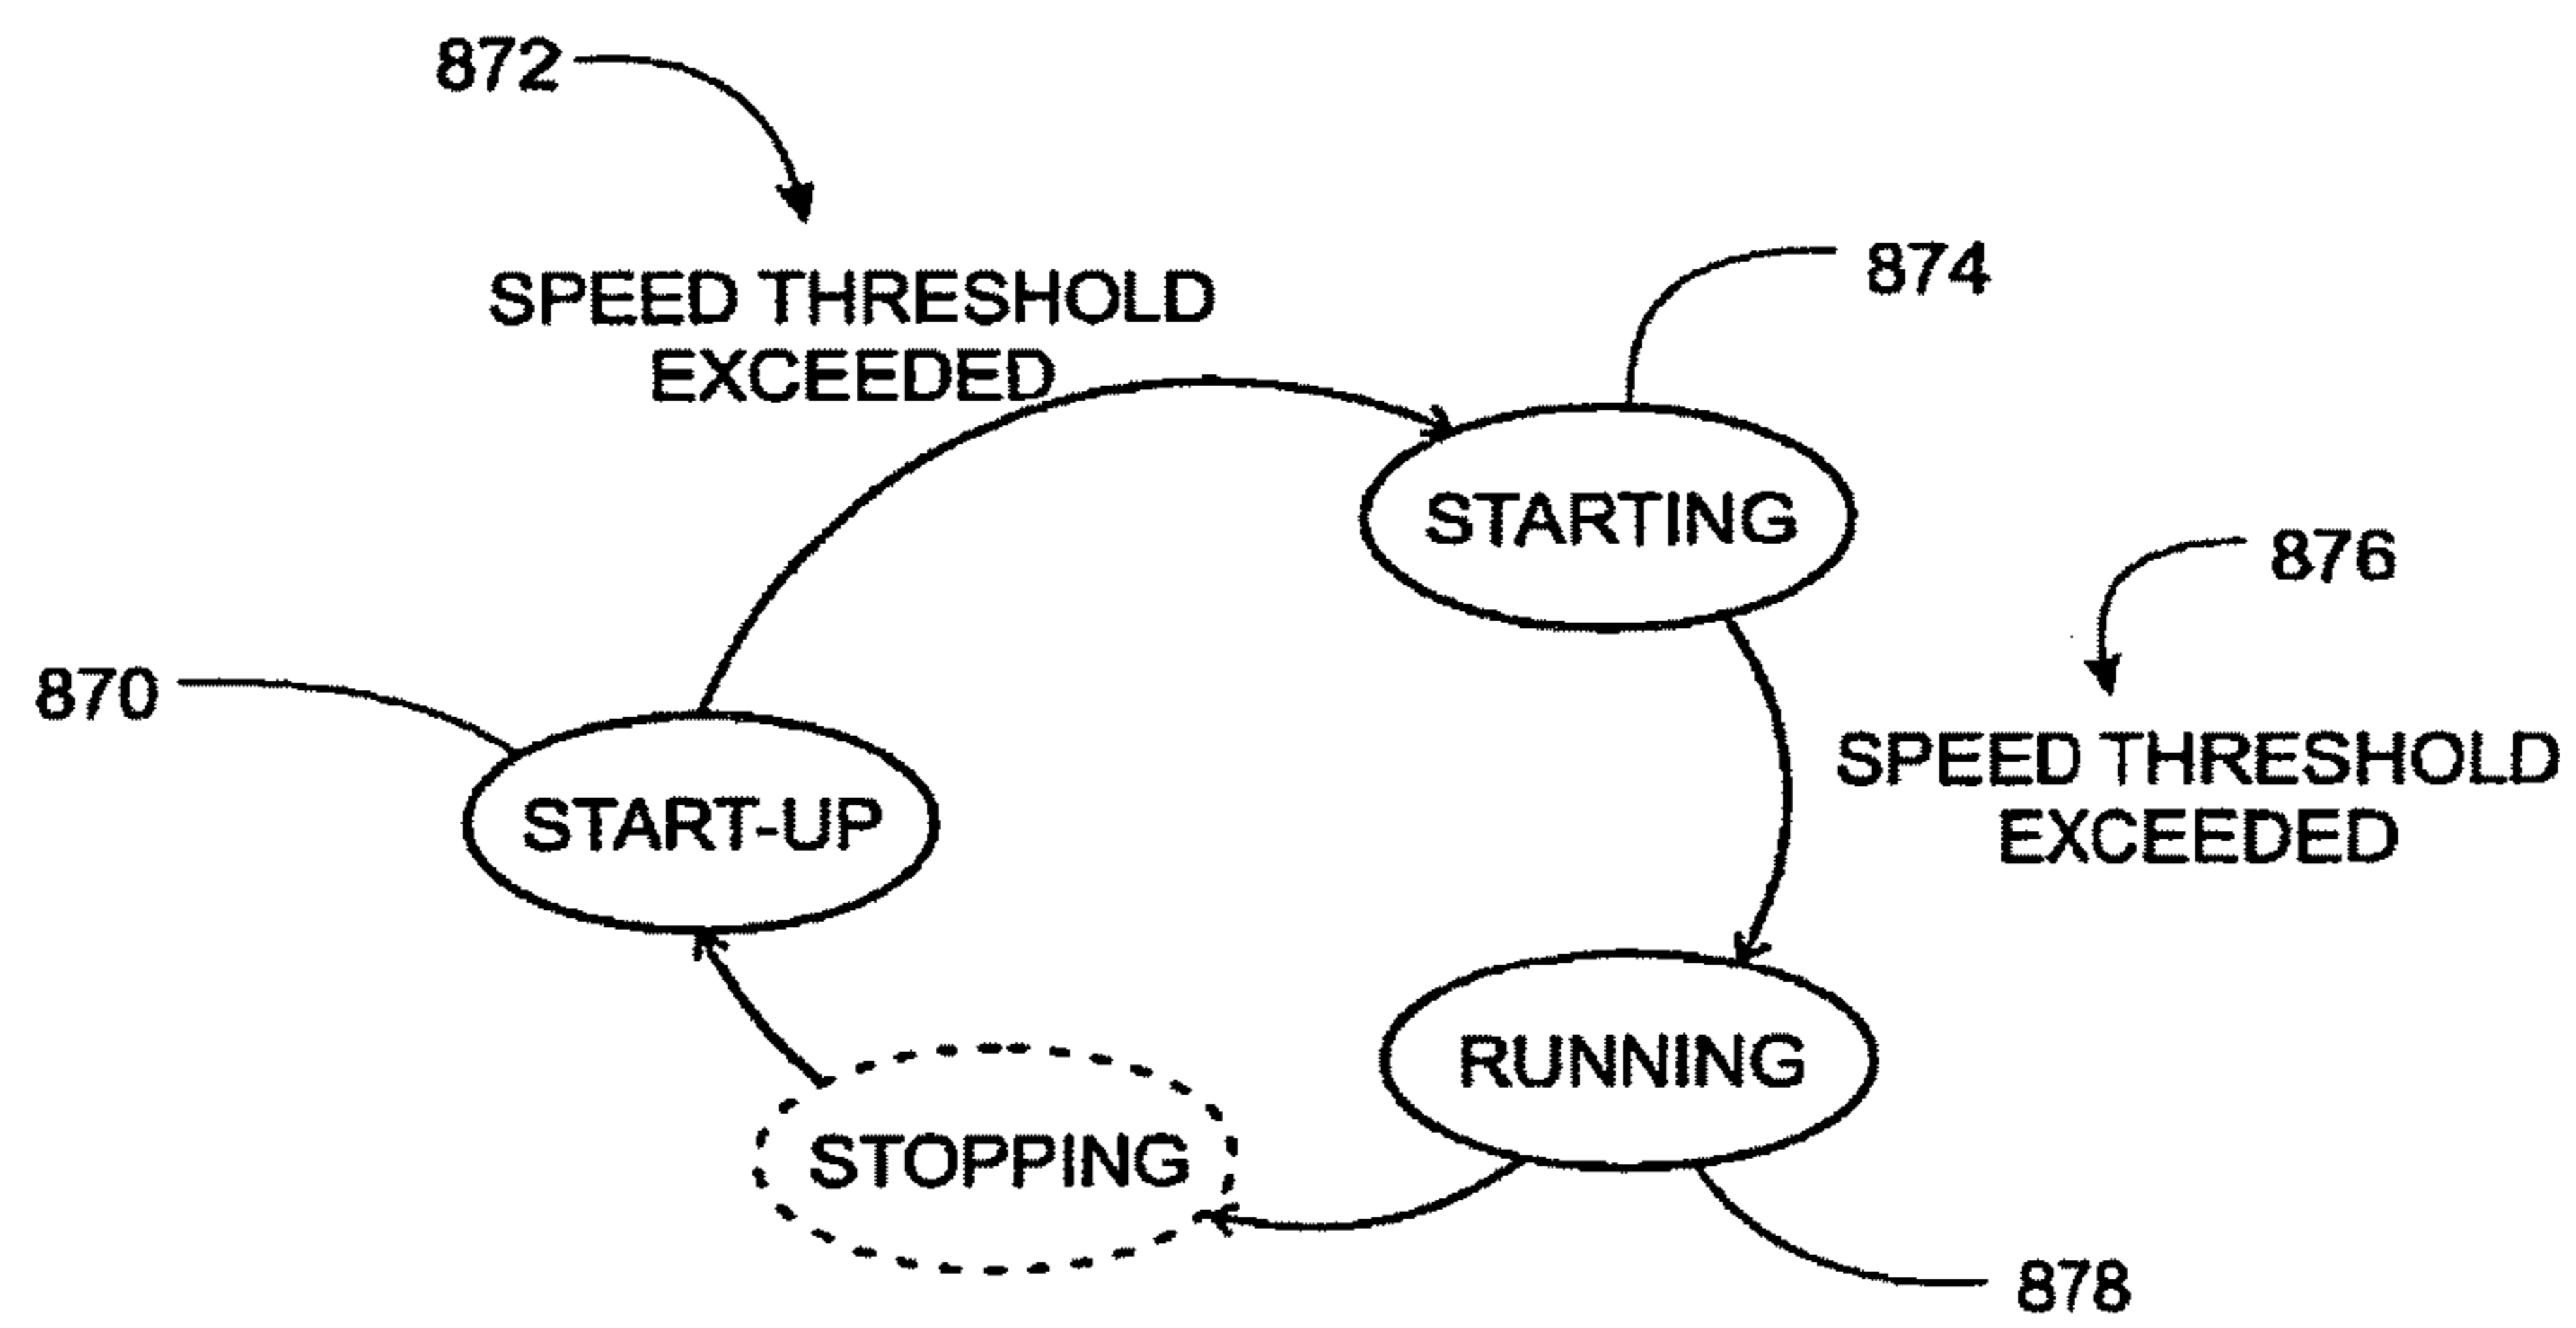 872
SPEED THRESHOLD
EXCEEDED
874
STARTING
876
870
SPEED THRESHOLD
EXCEEDED
START-UP
RUNNING
STOPPING
878